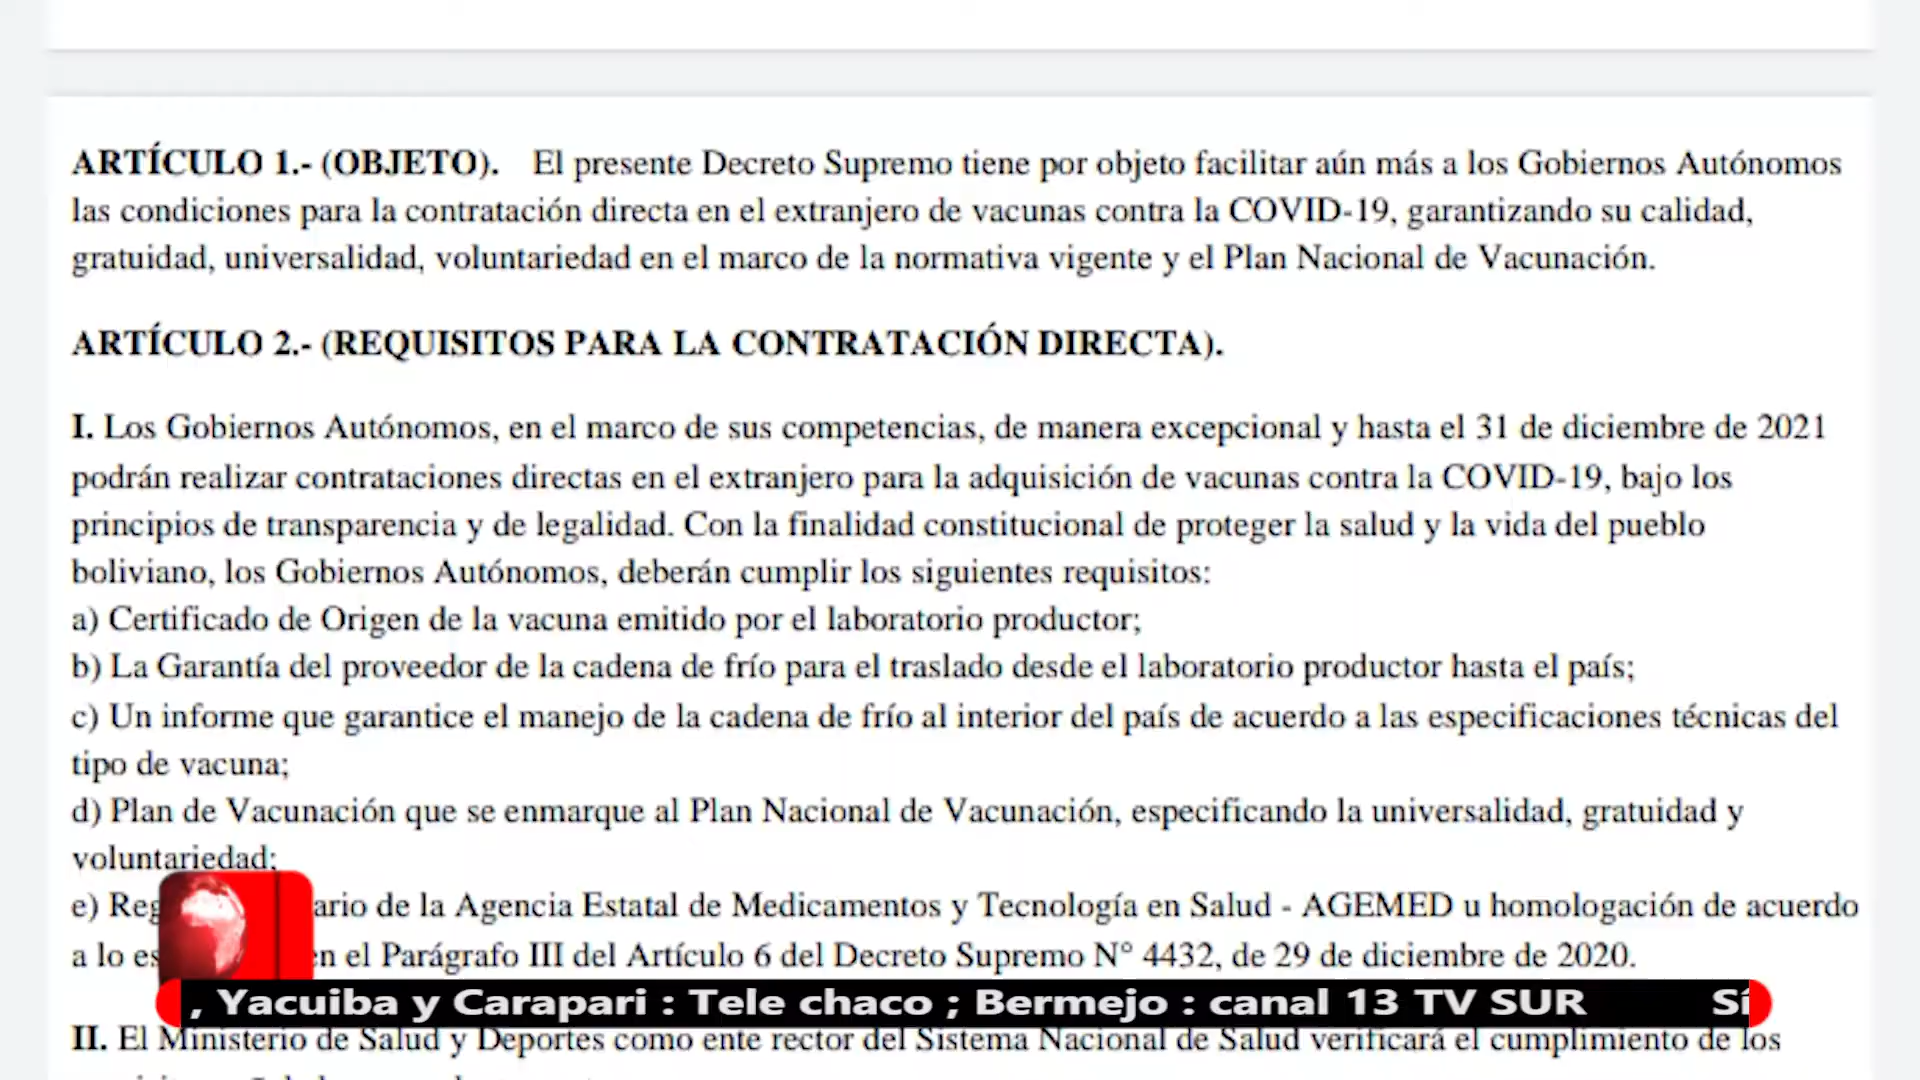 ARTÍCULO 1.- (OBJETO). El presente Decreto Supremo tiene por objeto facilitar aún más a los Gobiernos Autónomos
las condiciones para la contratación directa en el extranjero de vacunas contra la COVID-19, garantizando su calidad,
gratuidad, universalidad, voluntariedad en el marco de la normativa vigente y el Plan Nacional de Vacunación.
ARTÍCULO 2.- (REQUISITOS PARA LA CONTRATACIÓN DIRECTA).
I. Los Gobiernos Autónomos, en el marco de sus competencias, de manera excepcional y hasta el 31 de diciembre de 2021
podrán realizar contrataciones directas en el extranjero para la adquisición de vacunas contra la COVID-19, bajo los
principios de transparencia y de legalidad. Con la finalidad constitucional de proteger la salud y la vida del pueblo
boliviano, los Gobiernos Autónomos, deberán cumplir los siguientes requisitos:
a) Certificado de Origen de la vacuna emitido por el laboratorio productor;
b) La Garantía del proveedor de la cadena de frío para el traslado desde el laboratorio productor hasta el país;
c) Un informe que garantice el manejo de la cadena de frío al interior del país de acuerdo a las especificaciones técnicas del
tipo de vacuna;
d) Plan de Vacunación que se enmarque al Plan Nacional de Vacunación, especificando la universalidad, gratuidad y
voluntariedad;
e) Reg ario de la Agencia Estatal de Medicamentos y Tecnología en Salud - AGEMED u homologación de acuerdo
a lo es n el Parágrafo III del Artículo 6 del Decreto Supremo N° 4432, de 29 de diciembre de 2020.
, Yacuiba y Carapari : Tele chaco ; Bermejo : canal 13 TV SUR Sí
II. El Ministerio de Salud y Deportes como ente rector del Sistema Nacional de Salud verificará el cumplimiento de los